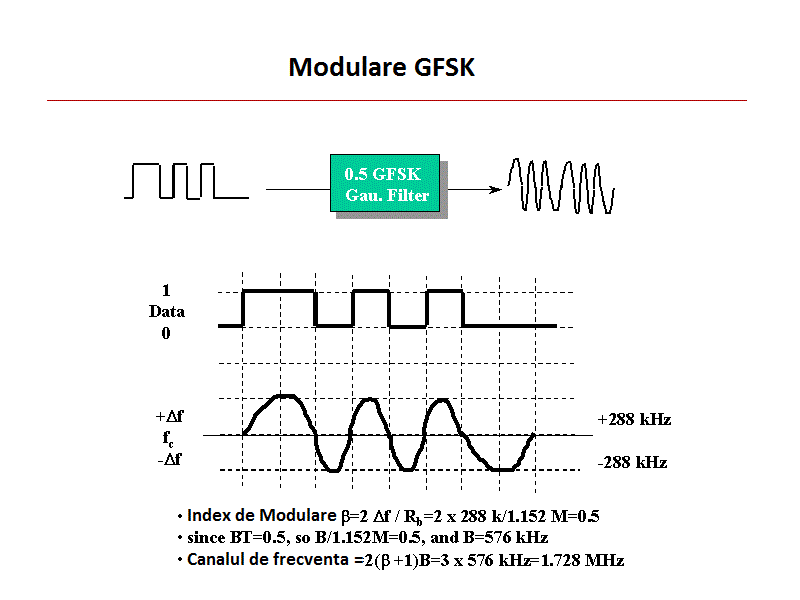 Modulare GFSK
0.5 GFSK
Gau. Filter
1
Data
0
+Δf
fc
-Δf
+288 kHz
-288 kHz
• Index de Modulare β=2 Δf / Rb=2 x 288 k/1.152 M=0.5
• since BT=0.5, so B/1.152M=0.5, and B=576 kHz
• Canalul de frecventa =2(β +1)B=3 x 576 kHz=1.728 MHz